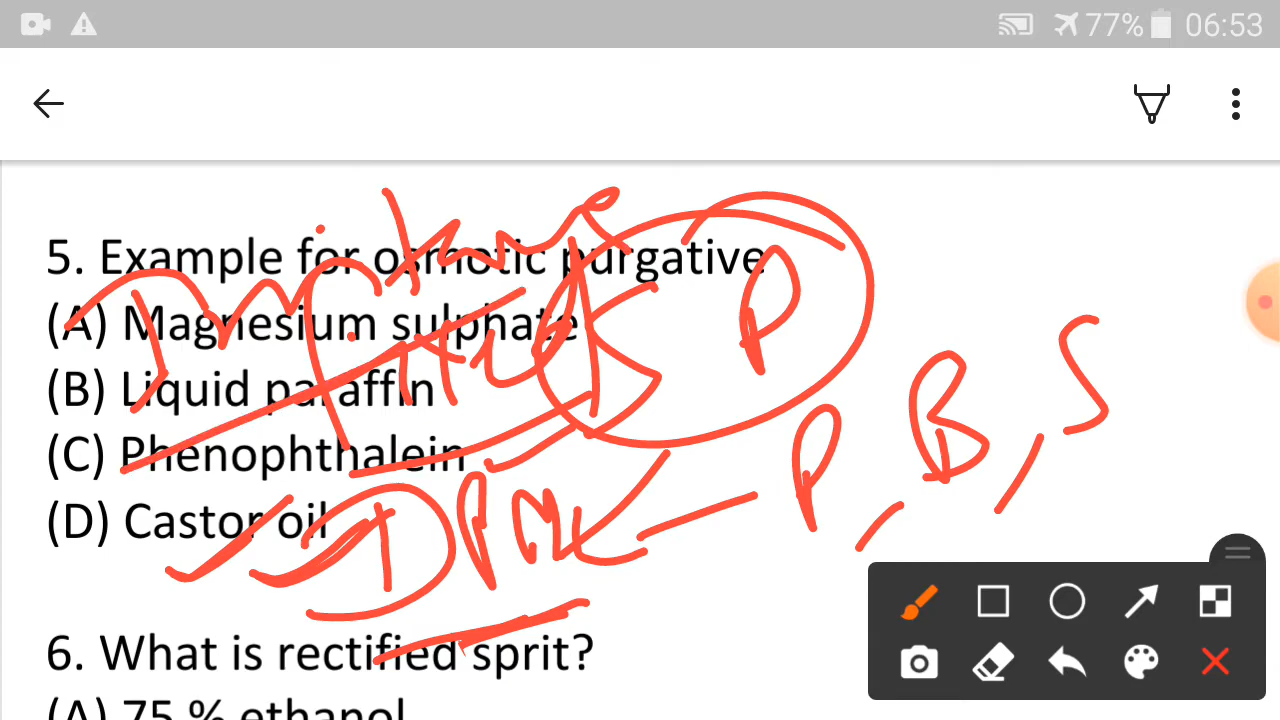 77% 06:53
5. Example for osmotic purgative
(A) Magnesium sulphate
(B) Liquid paraffin
(C) Phenophthalein
(D) Castor oil
P, B, S
6. What is rectified sprit?
(A) 75 % ethanol